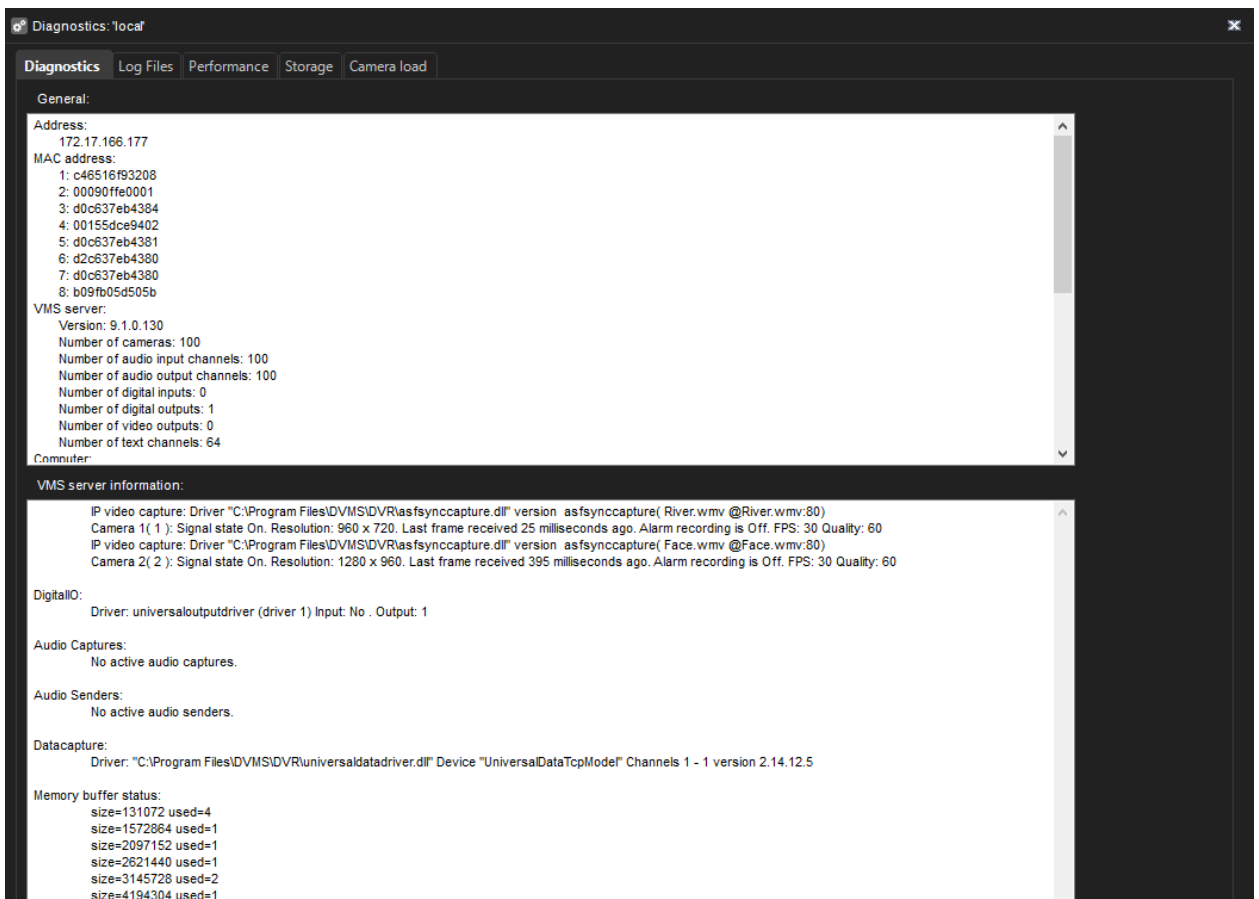 Diagnostics: 'local'
Diagnostics Log Files Performance Storage Camera load
General:
Address:
172.17.166.177
MAC address:
1: c46516f93208
2: 00090ffe0001
3: d0c637eb4384
4: 00155dce9402
5: d0c637eb4381
6: d2c637eb4380
7: d0c637eb4380
8: b09fb05d505b
VMS server:
Version: 9.1.0.130
Number of cameras: 100
Number of audio input channels: 100
Number of audio output channels: 100
Number of digital inputs: 0
Number of digital outputs: 1
Number of video outputs: 0
Number of text channels: 64
Computer:
VMS server information:
IP video capture: Driver "C:\Program Files\DVMS\DVR\asfsynccapture.dll" version  asfsynccapture( River.wmv @River.wmv:80)
Camera 1( 1 ): Signal state On. Resolution: 960 x 720. Last frame received 25 milliseconds ago. Alarm recording is Off. FPS: 30 Quality: 60
IP video capture: Driver "C:\Program Files\DVMS\DVR\asfsynccapture.dll" version  asfsynccapture( Face.wmv @Face.wmv:80)
Camera 2( 2 ): Signal state On. Resolution: 1280 x 960. Last frame received 395 milliseconds ago. Alarm recording is Off. FPS: 30 Quality: 60
DigitalIO:
Driver: universaloutputdriver (driver 1) Input: No . Output: 1
Audio Captures:
No active audio captures.
Audio Senders:
No active audio senders.
Datacapture:
Driver: "C:\Program Files\DVMS\DVR\universaldatadriver.dll" Device "UniversalDataTcpModel" Channels 1 - 1 version 2.14.12.5
Memory buffer status:
size=131072 used=4
size=1572864 used=1
size=2097152 used=1
size=2621440 used=1
size=3145728 used=2
size=4194304 used=1